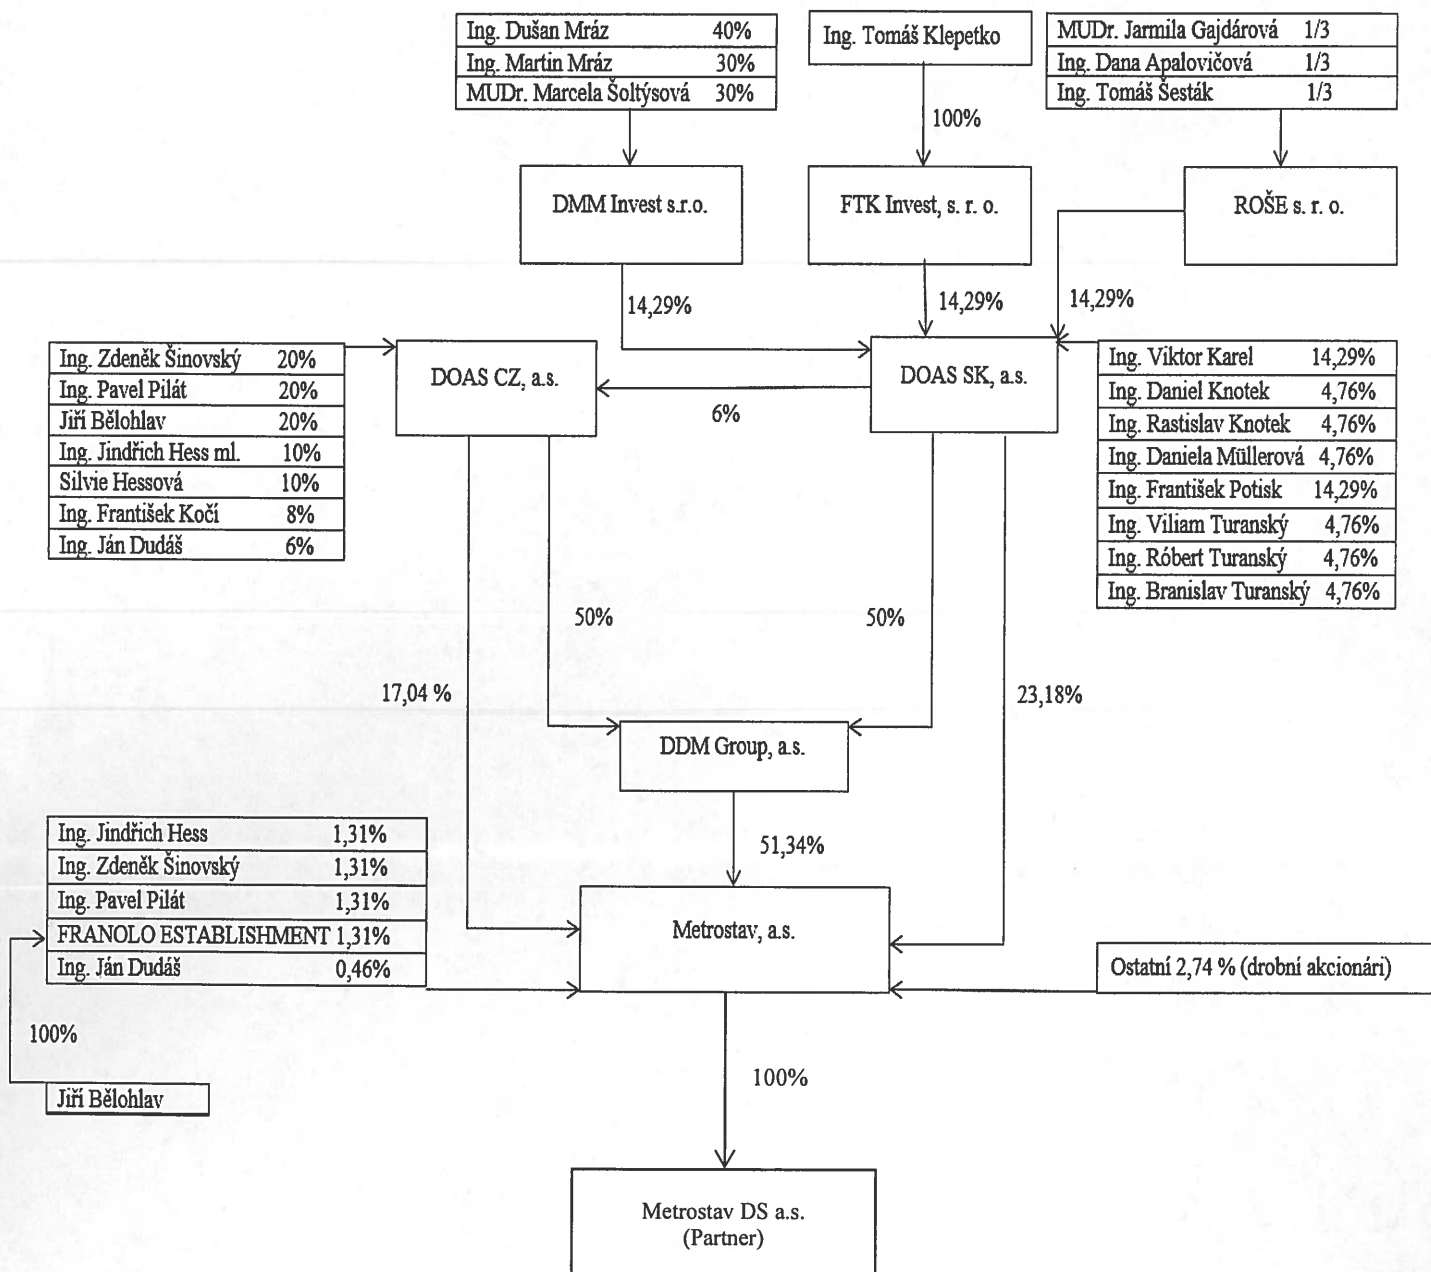 Ing. Dušan Mráz 40%
Ing. Martin Mráz 30%
MUDr. Marcela Šoltýsová 30%
Ing. Tomáš Klepetko
MUDr. Jarmila Gajdárová 1/3
Ing. Dana Apalovičová 1/3
Ing. Tomáš Šesták 1/3
100%
DMM Invest s.r.o.
FTK Invest, s. r. o.
ROŠE s. r. o.
14,29%
14,29%
14,29%
Ing. Zdeněk Šinovský 20%
Ing. Pavel Pilát 20%
Jiří Bělohlav 20%
Ing. Jindřich Hess ml. 10%
Silvie Hessová 10%
Ing. František Kočí 8%
Ing. Ján Dudáš 6%
DOAS CZ, a.s.
DOAS SK, a.s.
6%
Ing. Viktor Karel 14,29%
Ing. Daniel Knotek 4,76%
Ing. Rastislav Knotek 4,76%
Ing. Daniela Müllerová 4,76%
Ing. František Potisk 14,29%
Ing. Viliam Turanský 4,76%
Ing. Róbert Turanský 4,76%
Ing. Branislav Turanský 4,76%
50%
50%
17,04 %
23,18%
DDM Group, a.s.
51,34%
Ing. Jindřich Hess 1,31%
Ing. Zdeněk Šinovský 1,31%
Ing. Pavel Pilát 1,31%
FRANOLO ESTABLISHMENT 1,31%
Ing. Ján Dudáš 0,46%
Metrostav, a.s.
Ostatní 2,74 % (drobní akcionári)
100%
Jiří Bělohlav
100%
Metrostav DS a.s.
(Partner)